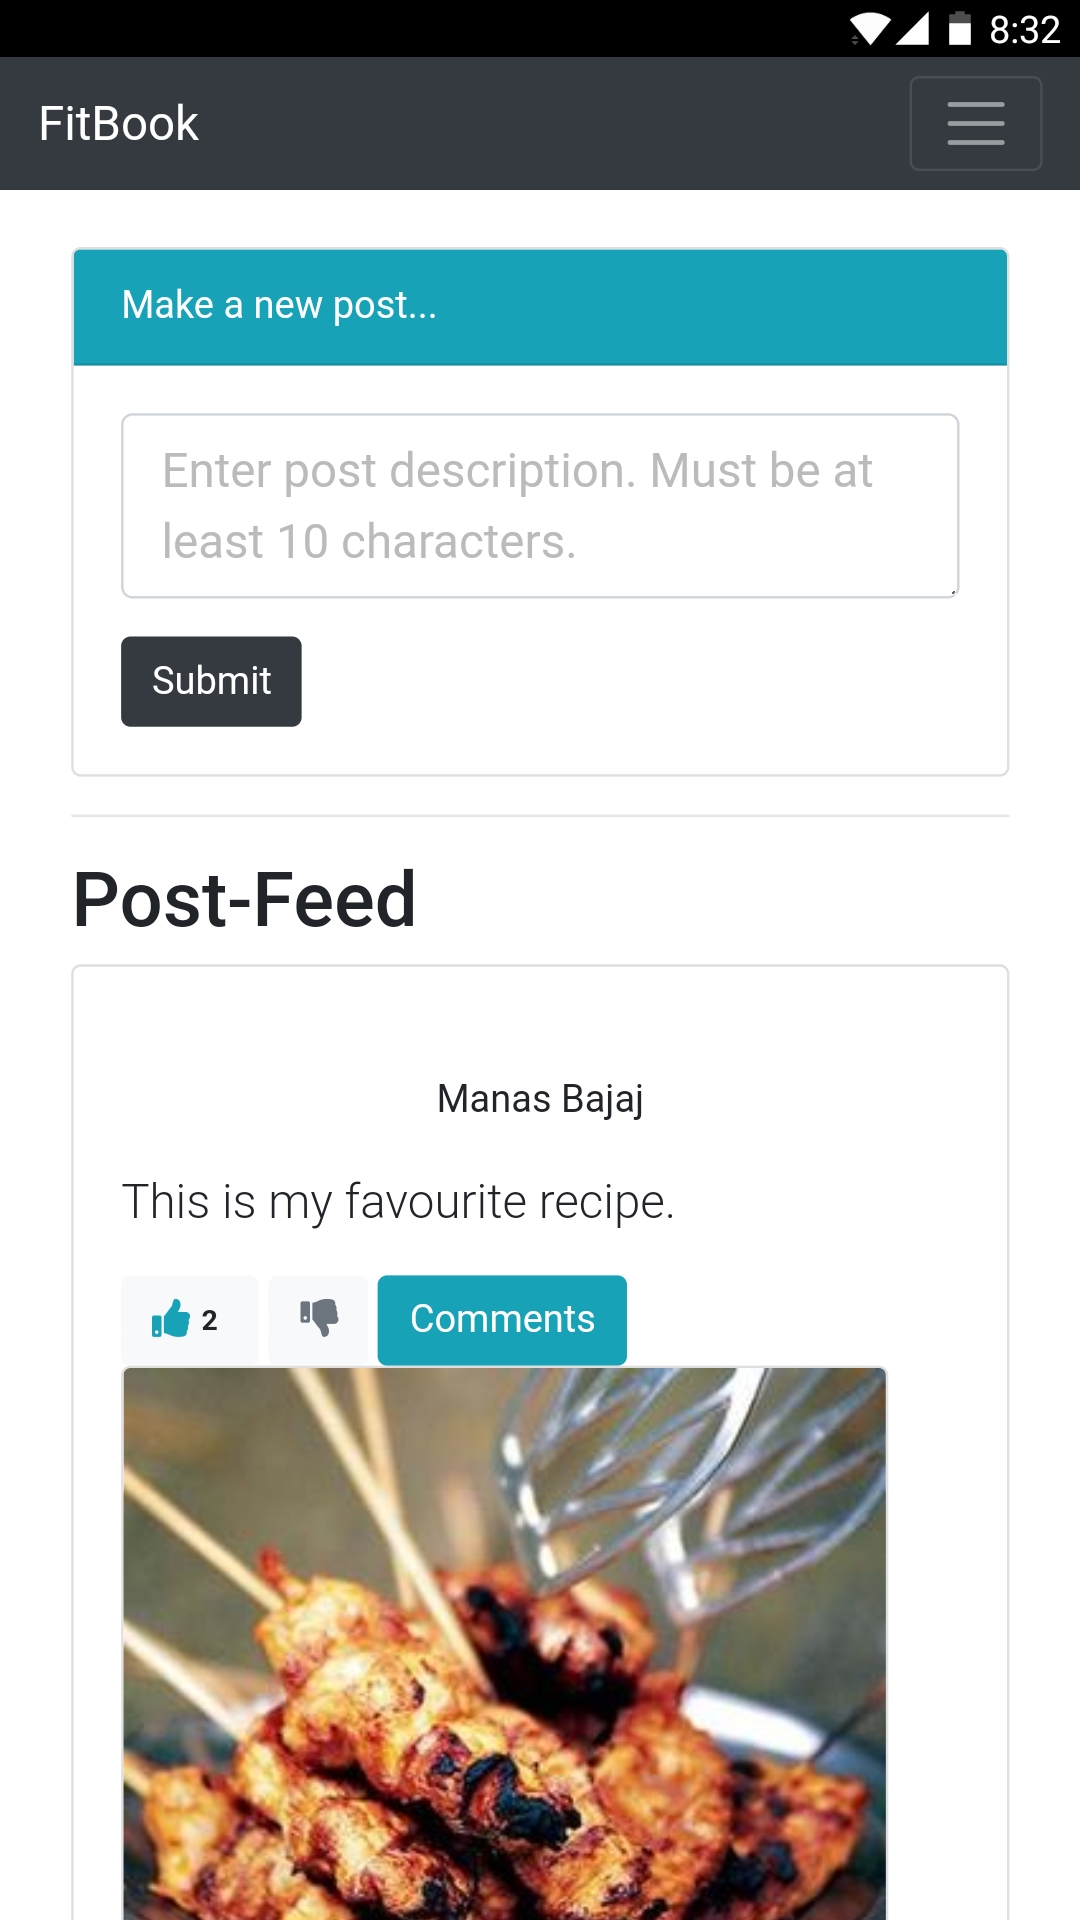 8:32
FitBook
Make a new post...
Enter post description. Must be at
least 10 characters.
Submit
Post-Feed
Manas Bajaj
This is my favourite recipe.
2
Comments